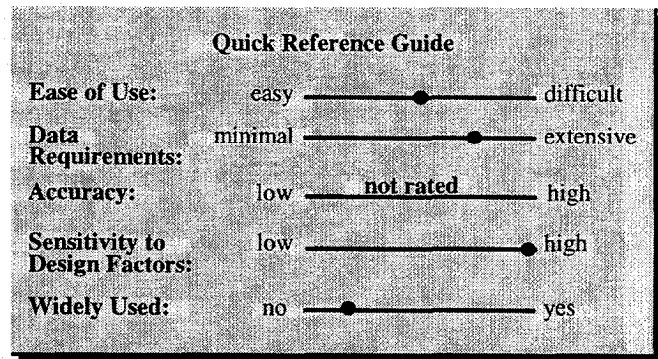 Quick Reference Guide
Ease of Use: easy difficult
Data
Requirements: minimal extensive
Accuracy: low not rated high
Sensitivity to
Design Factors: low high
Widely Used: no yes